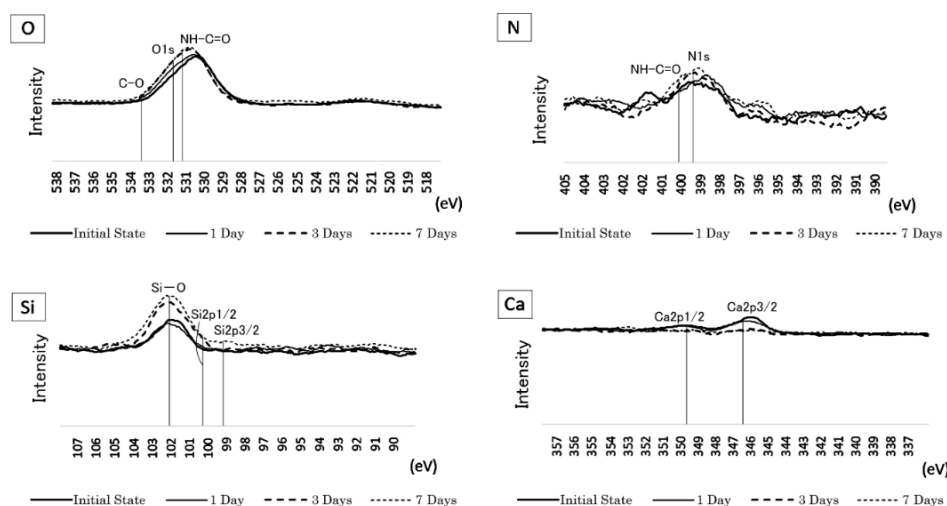 O
NH-C=O
O1s
C-O
Intensity
538 537 536 535 534 533 532 531 530 529 528 527 526 525 524 523 522 521 520 519 518
(eV)
Initial State 1 Day 3 Days 7 Days
N
N1s
NH-C=O
Intensity
405 404 403 402 402 401 400 399 398 397 396 395 394 393 392 391 390
(eV)
Initial State 1 Day 3 Days 7 Days
Si
Si-O
Si2p1/2
Si2p3/2
Intensity
107 106 105 104 103 102 101 100 99 98 97 96 95 94 93 92 91 90
(eV)
Initial State 1 Day 3 Days 7 Days
Ca
Ca2p3/2
Ca2p1/2
Intensity
357 356 355 354 353 352 351 350 349 348 347 346 345 344 343 342 341 340 339 338 337
(eV)
Initial State 1 Day 3 Days 7 Days